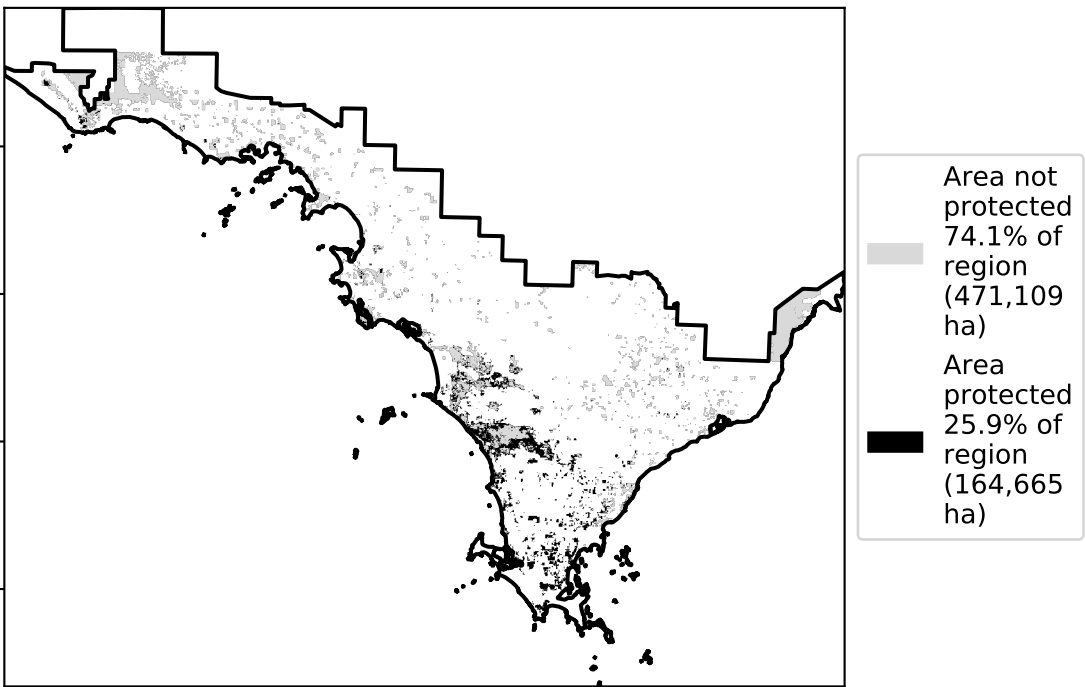 Area not
protected
74.1% of
region
(471,109
ha)
Area
protected
25.9% of
region
(164,665
ha)